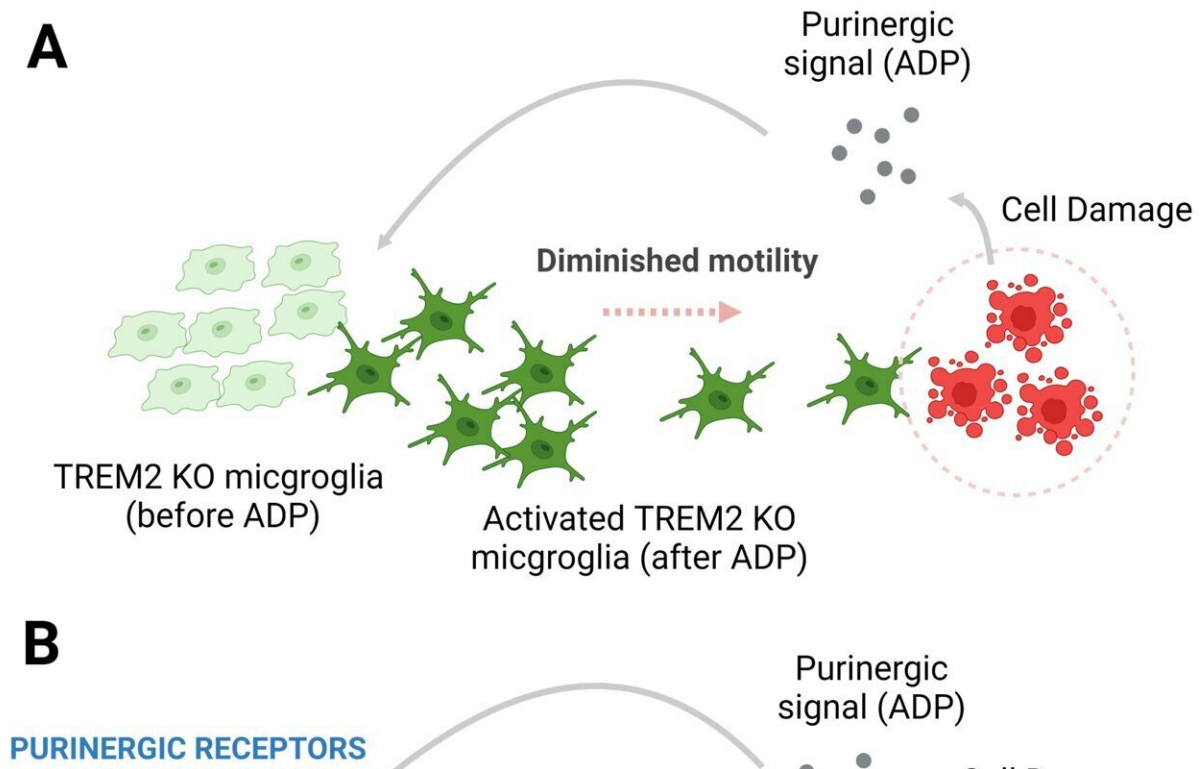 A
Purinergic
signal (ADP)
Cell Damage
Diminished motility
TREM2 KO micgroglia
(before ADP)
Activated TREM2 KO
micgroglia (after ADP)
B
Purinergic
signal (ADP)
PURINERGIC RECEPTORS
Cell